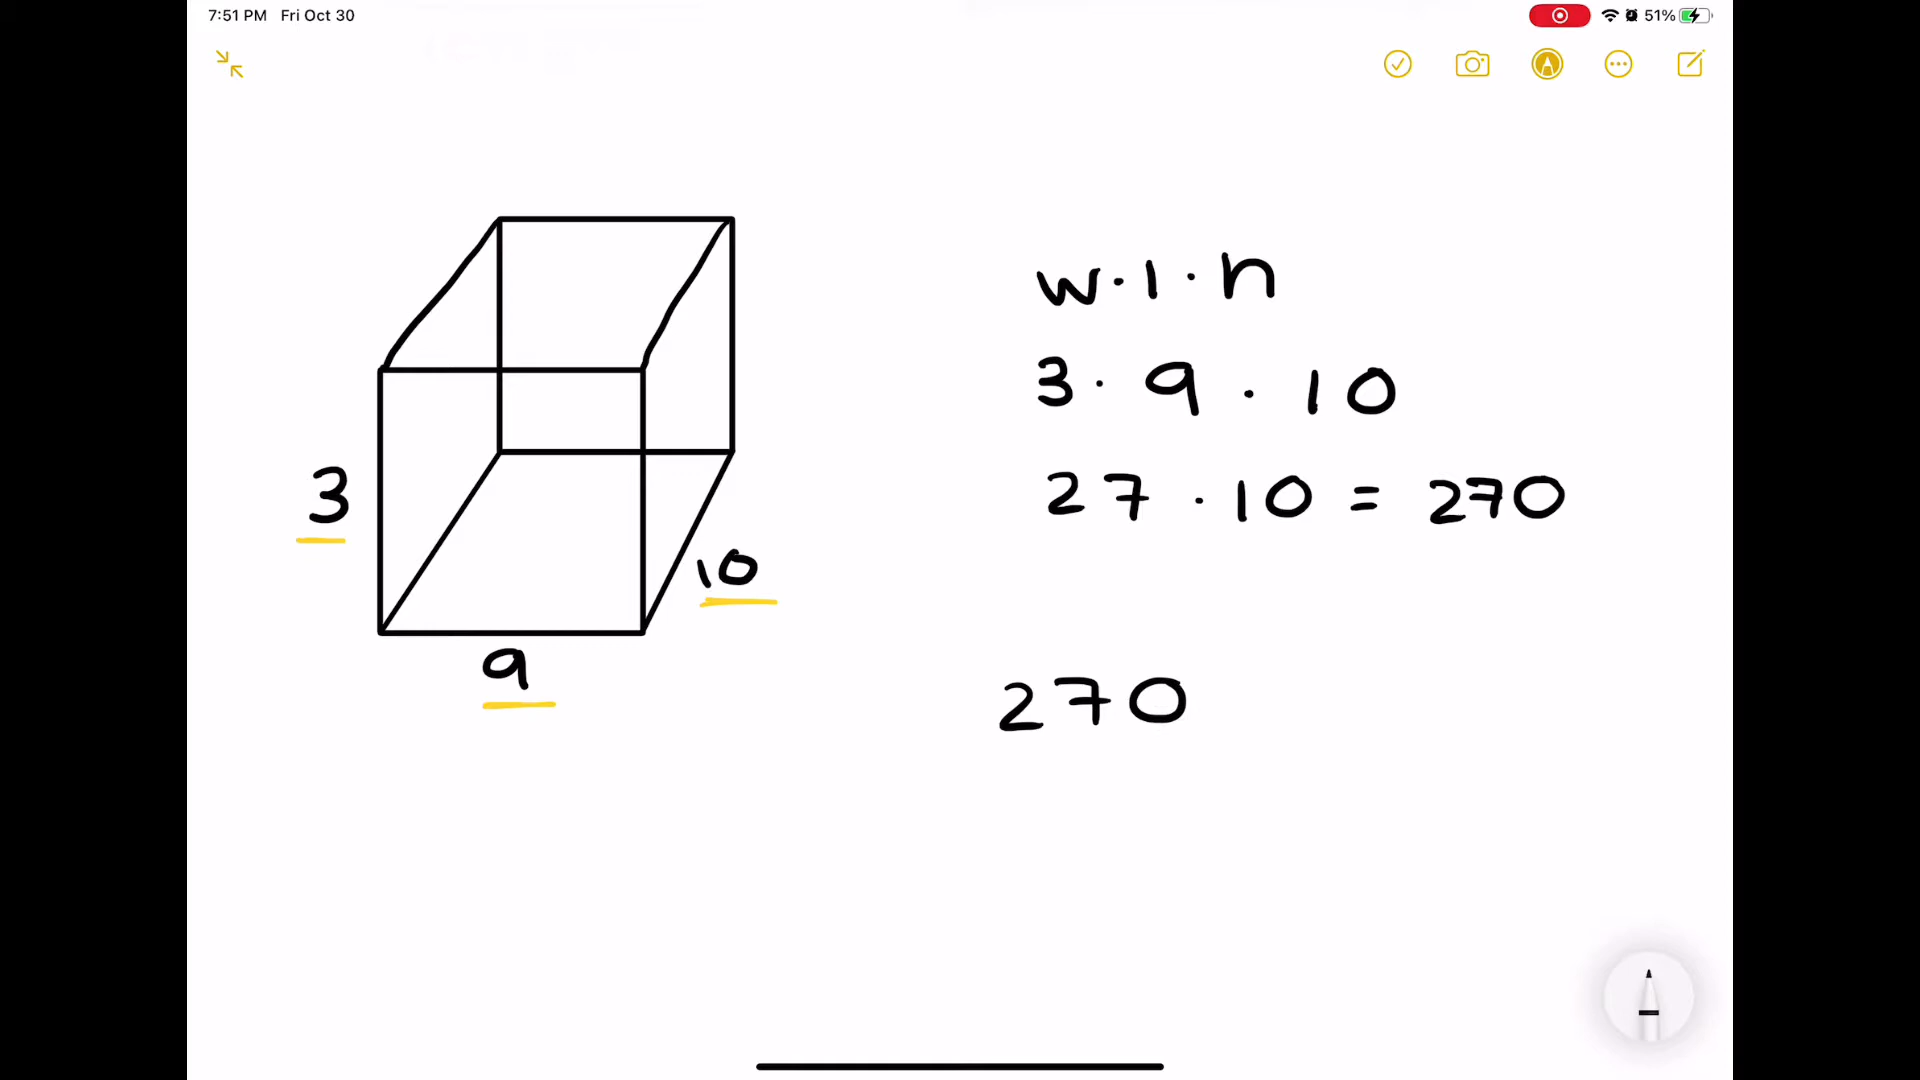 7:51 PM Fri Oct 30
51%
w · l · h
3 · 9 · 10
27 · 10 = 270
3
10
9
270